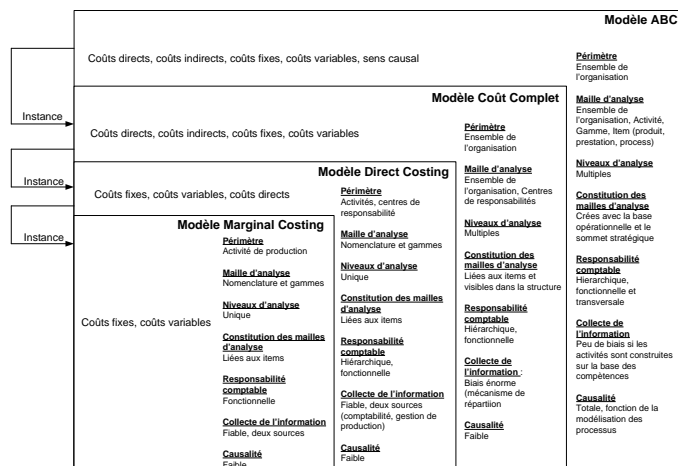 Modèle ABC
Coûts directs, coûts indirects, coûts fixes, coûts variables, sens causal
Périmètre
Ensemble de
l'organisation
Maille d'analyse
Ensemble de
l'organisation, Activité,
Gamme, Item (produit,
prestation, process)
Niveaux d'analyse
Multiples
Constitution des
mailles d'analyse
Crées avec la base
opérationnelle et le
sommet stratégique
Responsabilité
comptable
Hierarchique,
fonctionnelle et
transversale
Collecte de
l'information
Peu de biais si les
activités sont construites
sur la base des
compétences
Causalité
Totale, fonction de la
modélisation des
processus
Instance
Modèle Coût Complet
Coûts directs, coûts indirects, coûts fixes, coûts variables
Périmètre
Ensemble de
l'organisation
Maille d'analyse
Ensemble de
l'organisation, Centres
de responsabilités
Niveaux d'analyse
Multiples
Constitution des
mailles d'analyse
Liées aux items et
visibles dans la structure
Responsabilité
comptable
Hiérarchique,
fonctionnelle
Collecte de
l'information :
Biais énorme
(mécanisme de
répartiion
Causalité
Faible
Instance
Modèle Direct Costing
Coûts fixes, coûts variables, coûts directs
Périmètre
Activités, centres de
responsabilité
Maille d'analyse
Nomenclature et gammes
Niveaux d'analyse
Unique
Constitution des mailles
d'analyse
Liées aux items
Responsabilité
comptable
Hiérarchique,
fonctionnelle
Collecte de l'information
Fiable, deux sources
(comptabilité, gestion de
production)
Causalité
Faible
Instance
Modèle Marginal Costing
Coûts fixes, coûts variables
Périmètre
Activité de production
Maille d'analyse
Nomenclature et gammes
Niveaux d'analyse
Unique
Constitution des mailles
d'analyse
Liées aux items
Responsabilité
comptable
Fonctionnelle
Collecte de l'information
Fiable, deux sources
Causalité
Faible